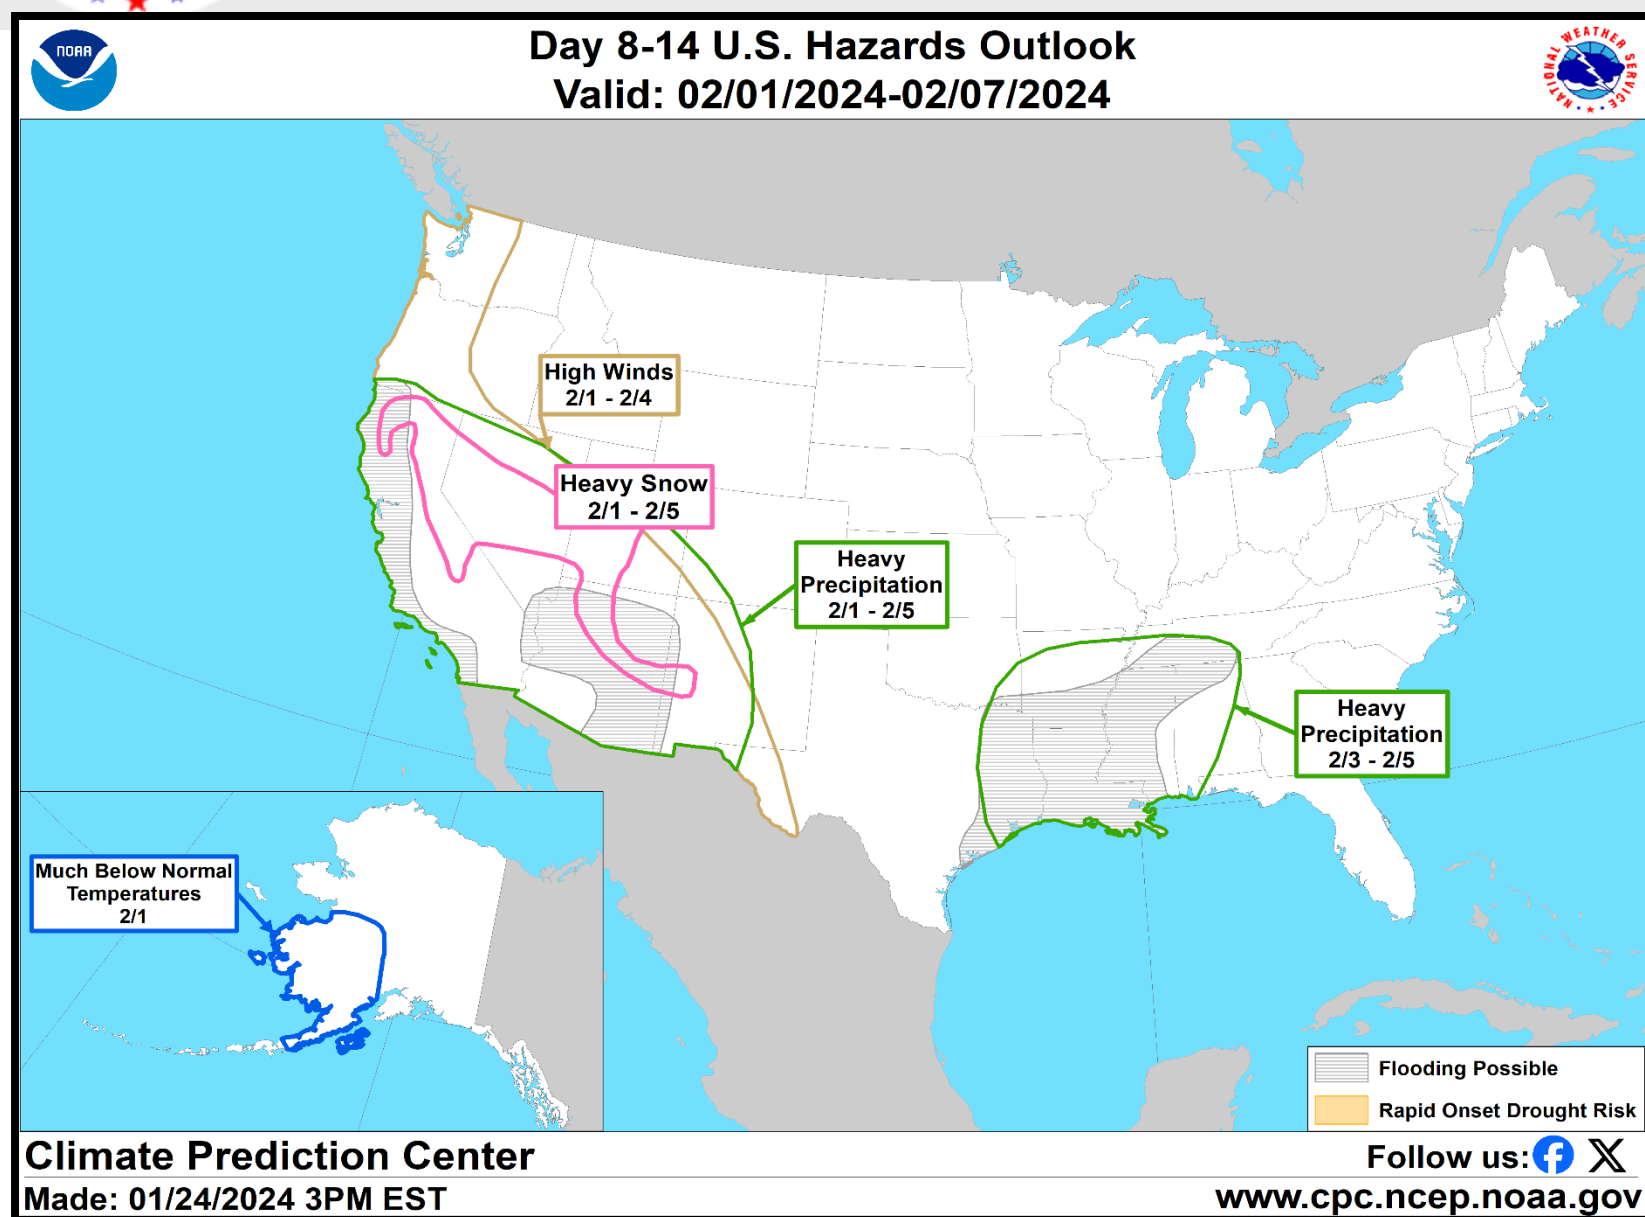 NOAA
Day 8-14 U.S. Hazards Outlook
Valid: 02/01/2024-02/07/2024
NATIONAL WEATHER SERVICE
High Winds
2/1 - 2/4
Heavy Snow
2/1 - 2/5
Heavy
Precipitation
2/1 - 2/5
Heavy
Precipitation
2/3 - 2/5
Much Below Normal
Temperatures
2/1
Flooding Possible
Rapid Onset Drought Risk
Climate Prediction Center
Follow us:
Made: 01/24/2024 3PM EST
www.cpc.ncep.noaa.gov